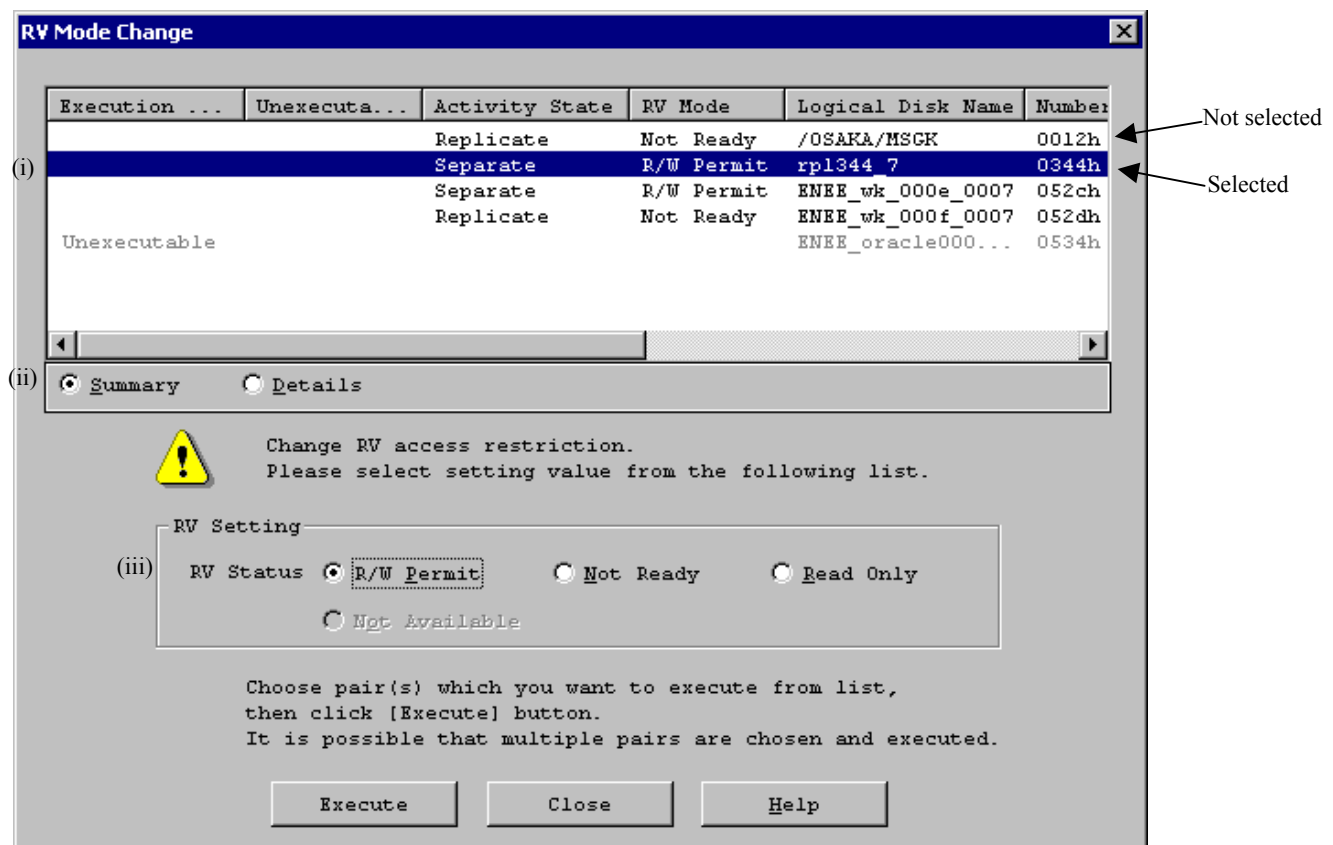 RV Mode Change
Execution ... Unexecuta... Activity State RV Mode Logical Disk Name Number
Replicate Not Ready /OSAKA/MSGK 0012h
Not selected
(i) Separate R/W Permit rpl344_7 0344h
Selected
Separate R/W Permit ENEE_wk_000e_0007 052ch
Replicate Not Ready ENEE_wk_000f_0007 052dh
Unexecutable ENEE_oracle000... 0534h
(ii) Summary Details
Change RV access restriction.
Please select setting value from the following list.
RV Setting
(iii) RV Status R/W Permit Not Ready Read Only
Not Available
Choose pair(s) which you want to execute from list,
then click [Execute] button.
It is possible that multiple pairs are chosen and executed.
Execute Close Help